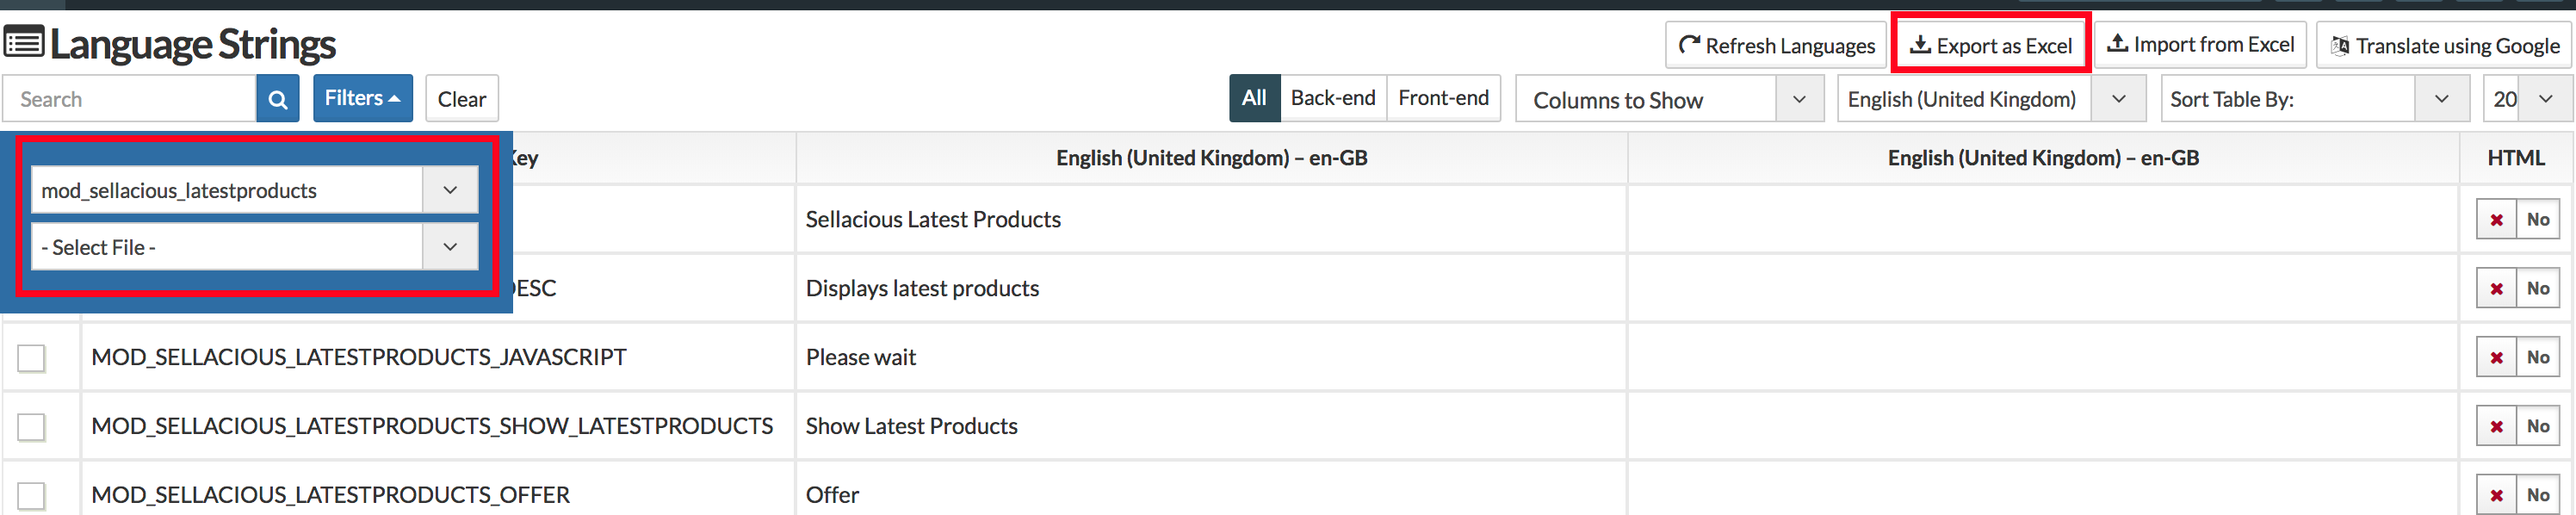 Language Strings
Refresh Languages
Export as Excel
Import from Excel
Translate using Google
Search
Filters
Clear
All
Back-end
Front-end
Columns to Show
English (United Kingdom)
Sort Table By:
20
mod_sellacious_latestproducts
- Select File -
Key
English (United Kingdom) – en-GB
English (United Kingdom) – en-GB
HTML
Sellacious Latest Products
No
DESC
Displays latest products
No
MOD_SELLACIOUS_LATESTPRODUCTS_JAVASCRIPT
Please wait
No
MOD_SELLACIOUS_LATESTPRODUCTS_SHOW_LATESTPRODUCTS
Show Latest Products
No
MOD_SELLACIOUS_LATESTPRODUCTS_OFFER
Offer
No